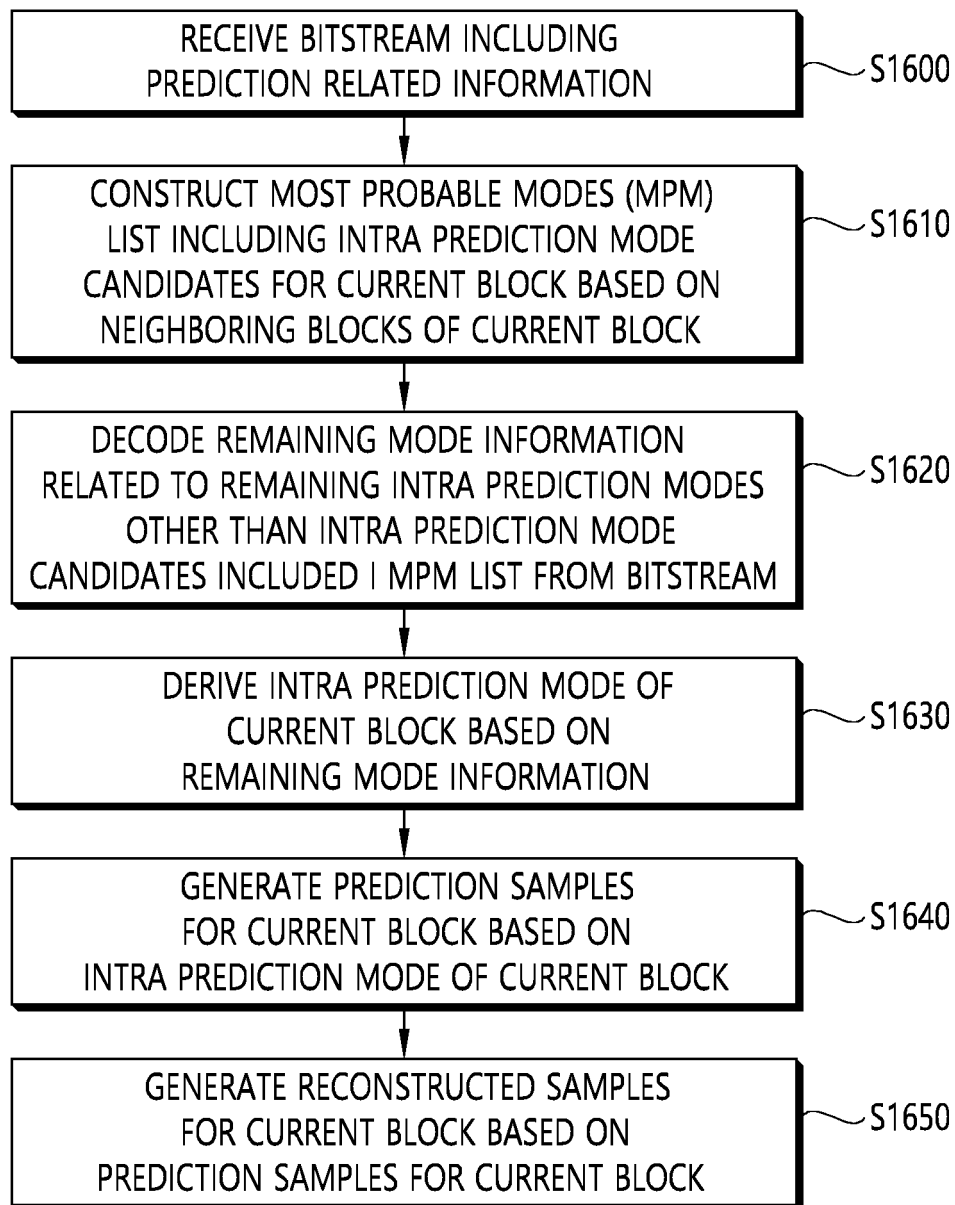 RECEIVE BITSTREAM INCLUDING
PREDICTION RELATED INFORMATION
S1600
CONSTRUCT MOST PROBABLE MODES (MPM)
LIST INCLUDING INTRA PREDICTION MODE
CANDIDATES FOR CURRENT BLOCK BASED ON
NEIGHBORING BLOCKS OF CURRENT BLOCK
S1610
DECODE REMAINING MODE INFORMATION
RELATED TO REMAINING INTRA PREDICTION MODES
OTHER THAN INTRA PREDICTION MODE
CANDIDATES INCLUDED I MPM LIST FROM BITSTREAM
S1620
DERIVE INTRA PREDICTION MODE OF
CURRENT BLOCK BASED ON
REMAINING MODE INFORMATION
S1630
GENERATE PREDICTION SAMPLES
FOR CURRENT BLOCK BASED ON
INTRA PREDICTION MODE OF CURRENT BLOCK
S1640
GENERATE RECONSTRUCTED SAMPLES
FOR CURRENT BLOCK BASED ON
PREDICTION SAMPLES FOR CURRENT BLOCK
S1650